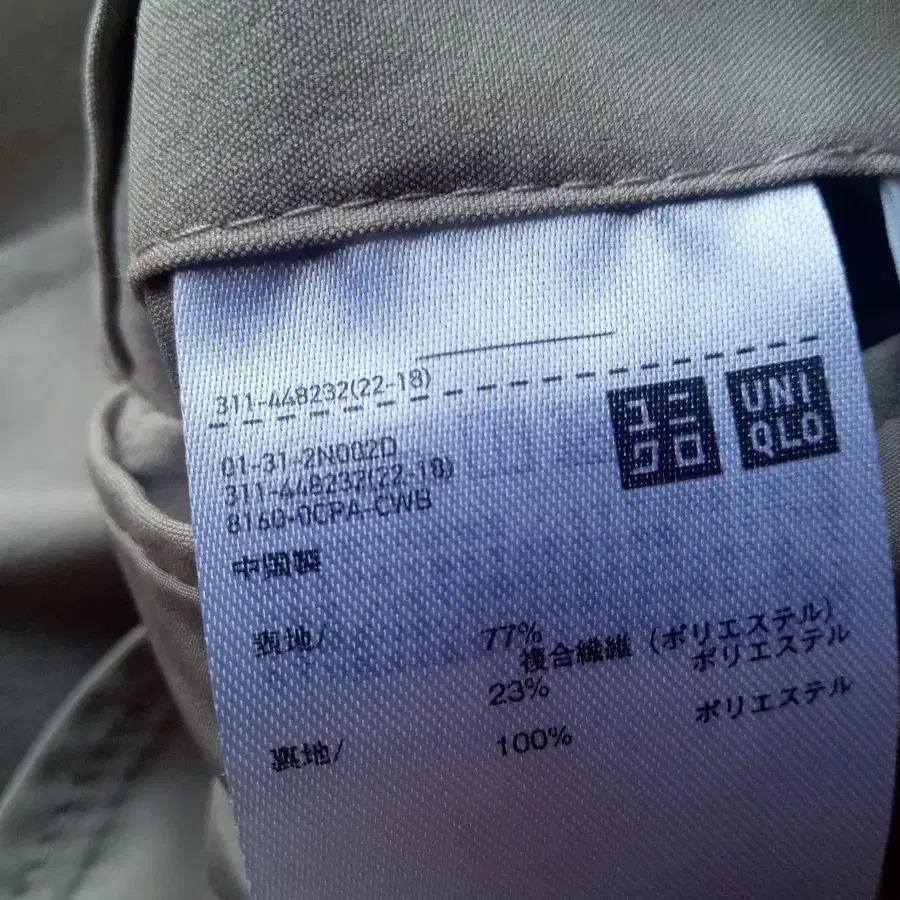 311-448232(22-18)
ユニ
クロ
UNI
QLO
01-31-2N002D
311-448232(22-18)
8160-0CPA-CWB
中国製
表地/ 77%
複合繊維（ポリエステル）
23% ポリエステル
裏地/ 100% ポリエステル